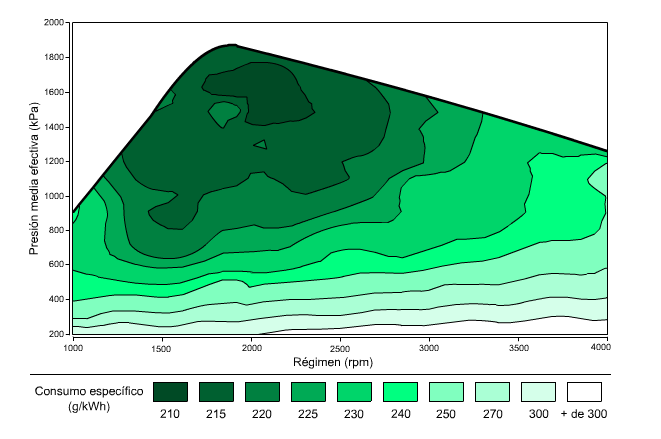 Presión media efectiva (kPa)
2000
1800
1600
1400
1200
1000
800
600
400
200
1000 1500 2000 2500 3000 3500 4000
Régimen (rpm)
Consumo específico
(g/kWh)
210 215 220 225 230 240 250 270 300 + de 300